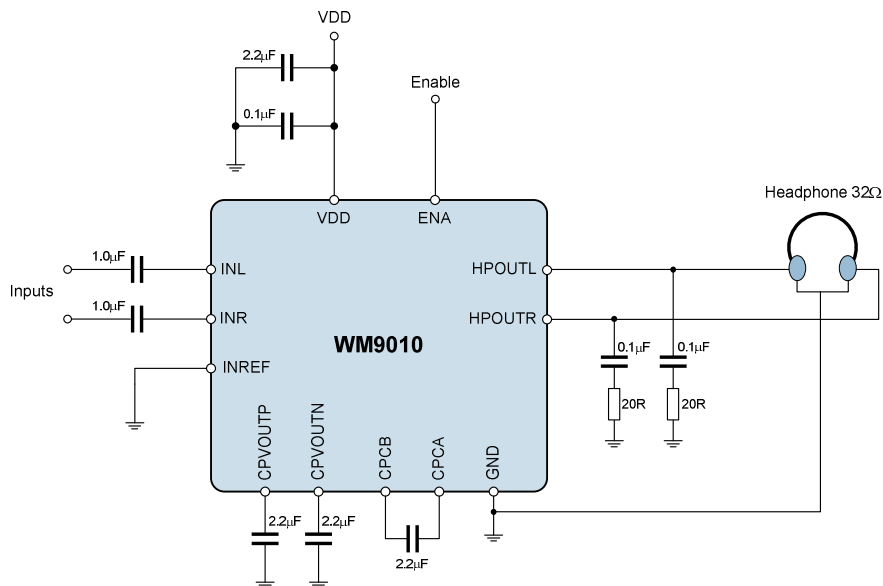 VDD
2.2µF
0.1µF
Enable
VDD
ENA
Headphone 32Ω
1.0µF
INL
HPOUTL
Inputs
1.0µF
INR
HPOUTR
WM9010
0.1µF
0.1µF
INREF
20R
20R
CPVOUTP
CPVOUTN
CPCB
CPCA
GND
2.2µF
2.2µF
2.2µF